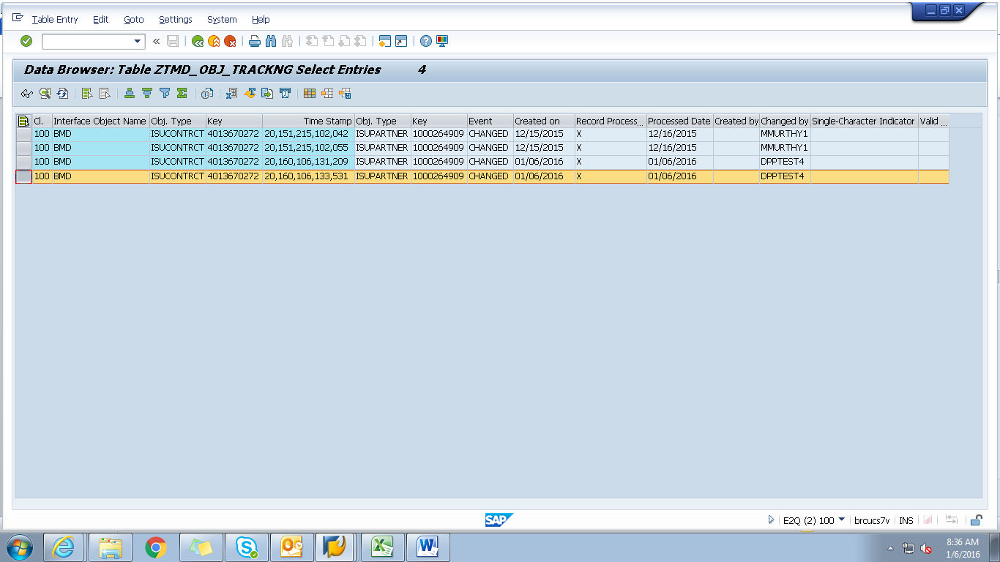 Table Entry Edit Goto Settings System Help
Data Browser: Table ZTMD_OBJ_TRACKNG Select Entries 4
Cl. Interface Object Name Obj. Type Key Time Stamp Obj. Type Key Event Created on Record Process... Processed Date Created by Changed by Single-Character Indicator Valid ...
100 BMD ISUCONTRCT 4013670272 20,151,215,102,042 ISUPARTNER 1000264909 CHANGED 12/15/2015 X 12/16/2015 MMURTHY1
100 BMD ISUCONTRCT 4013670272 20,151,215,102,055 ISUPARTNER 1000264909 CHANGED 12/15/2015 X 12/16/2015 MMURTHY1
100 BMD ISUCONTRCT 4013670272 20,160,106,131,209 ISUPARTNER 1000264909 CHANGED 01/06/2016 X 01/06/2016 DPPTEST4
100 BMD ISUCONTRCT 4013670272 20,160,106,133,531 ISUPARTNER 1000264909 CHANGED 01/06/2016 X 01/06/2016 DPPTEST4
SAP
E2Q (2) 100 brcucs7v INS
8:36 AM
1/6/2016